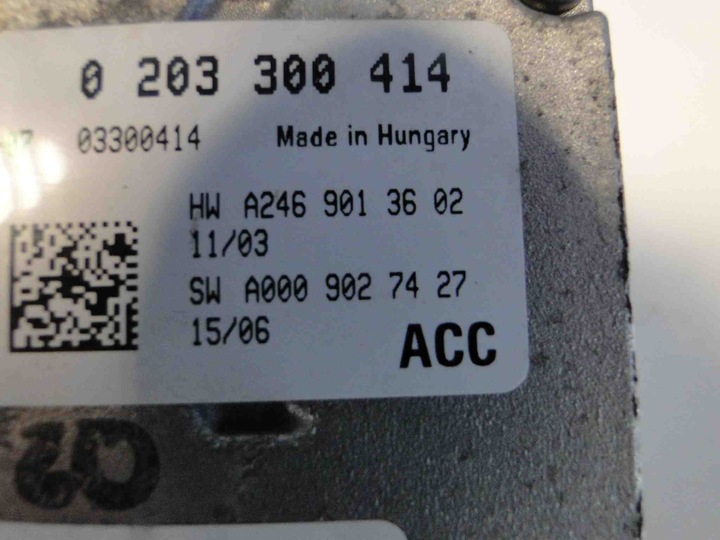 0 203 300 414
03300414 Made in Hungary
HW A246 901 36 02
11/03
SW A000 902 74 27
15/06 ACC